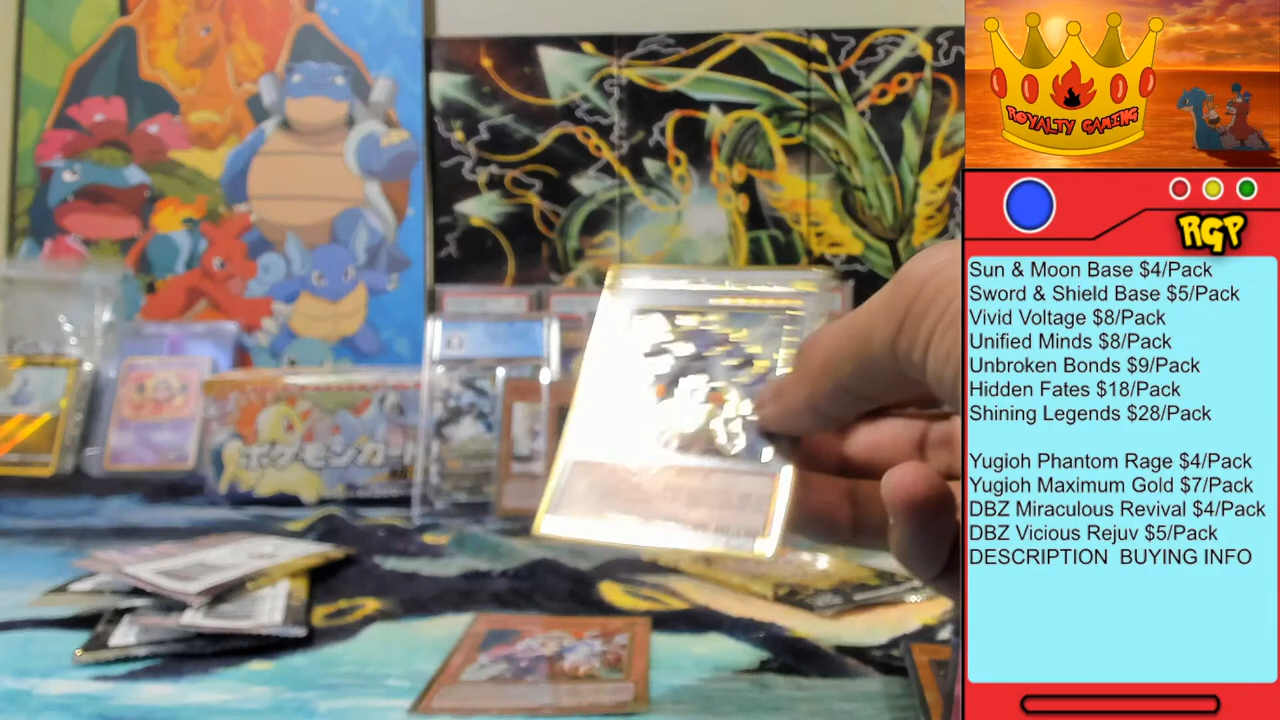 ROYALTY GAMING
RGP
Sun & Moon Base $4/Pack
Sword & Shield Base $5/Pack
Vivid Voltage $8/Pack
Unified Minds $8/Pack
Unbroken Bonds $9/Pack
Hidden Fates $18/Pack
Shining Legends $28/Pack
Yugioh Phantom Rage $4/Pack
Yugioh Maximum Gold $7/Pack
DBZ Miraculous Revival $4/Pack
DBZ Vicious Rejuv $5/Pack
DESCRIPTION BUYING INFO
ポケモンカード